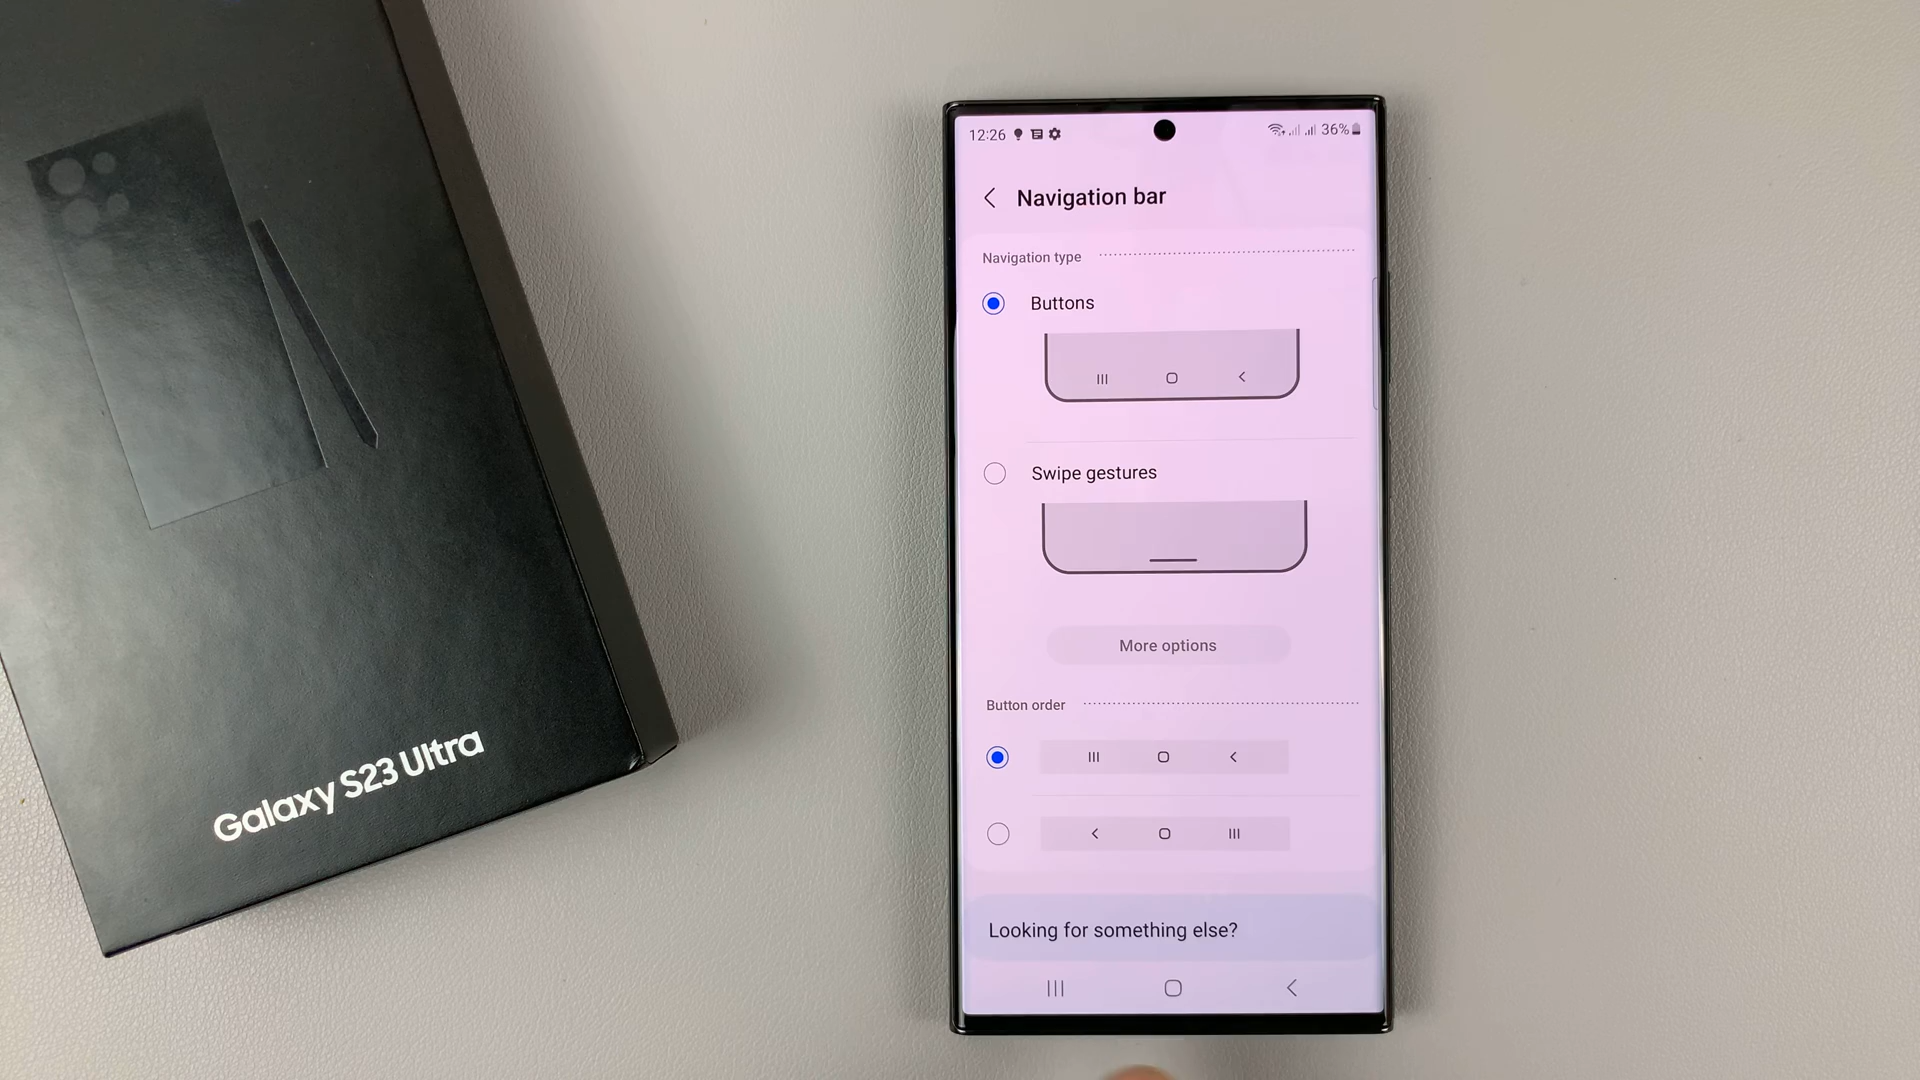 Galaxy S23 Ultra
12:26
36%
Navigation bar
Navigation type
Buttons
Swipe gestures
More options
Button order
Looking for something else?